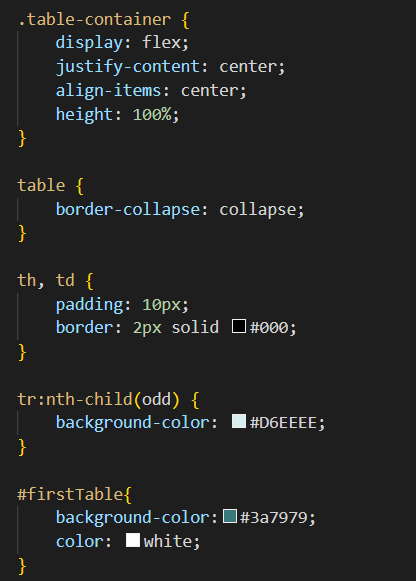 .table-container {
    display: flex;
    justify-content: center;
    align-items: center;
    height: 100%;
}

table {
    border-collapse: collapse;
}

th, td {
    padding: 10px;
    border: 2px solid #000;
}

tr:nth-child(odd) {
    background-color: #D6EEEE;
}

#firstTable{
    background-color:#3a7979;
    color: white;
}